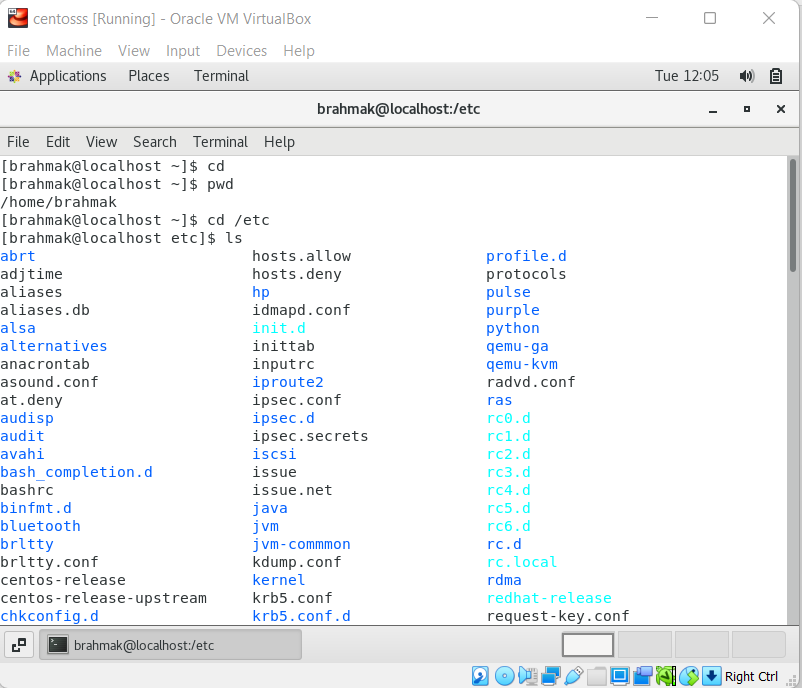 centosss [Running] - Oracle VM VirtualBox
File Machine View Input Devices Help
Applications Places Terminal Tue 12:05
brahmak@localhost:/etc
File Edit View Search Terminal Help
[brahmak@localhost ~]$ cd
[brahmak@localhost ~]$ pwd
/home/brahmak
[brahmak@localhost ~]$ cd /etc
[brahmak@localhost etc]$ ls
abrt hosts.allow profile.d
adjtime hosts.deny protocols
aliases hp pulse
aliases.db idmapd.conf purple
alsa init.d python
alternatives inittab qemu-ga
anacrontab inputrc qemu-kvm
asound.conf iproute2 radvd.conf
at.deny ipsec.conf ras
audisp ipsec.d rc0.d
audit ipsec.secrets rc1.d
avahi iscsi rc2.d
bash_completion.d issue rc3.d
bashrc issue.net rc4.d
binfmt.d java rc5.d
bluetooth jvm rc6.d
brltty jvm-commmon rc.d
brltty.conf kdump.conf rc.local
centos-release kernel rdma
centos-release-upstream krb5.conf redhat-release
chkconfig.d krb5.conf.d request-key.conf
brahmak@localhost:/etc
Right Ctrl